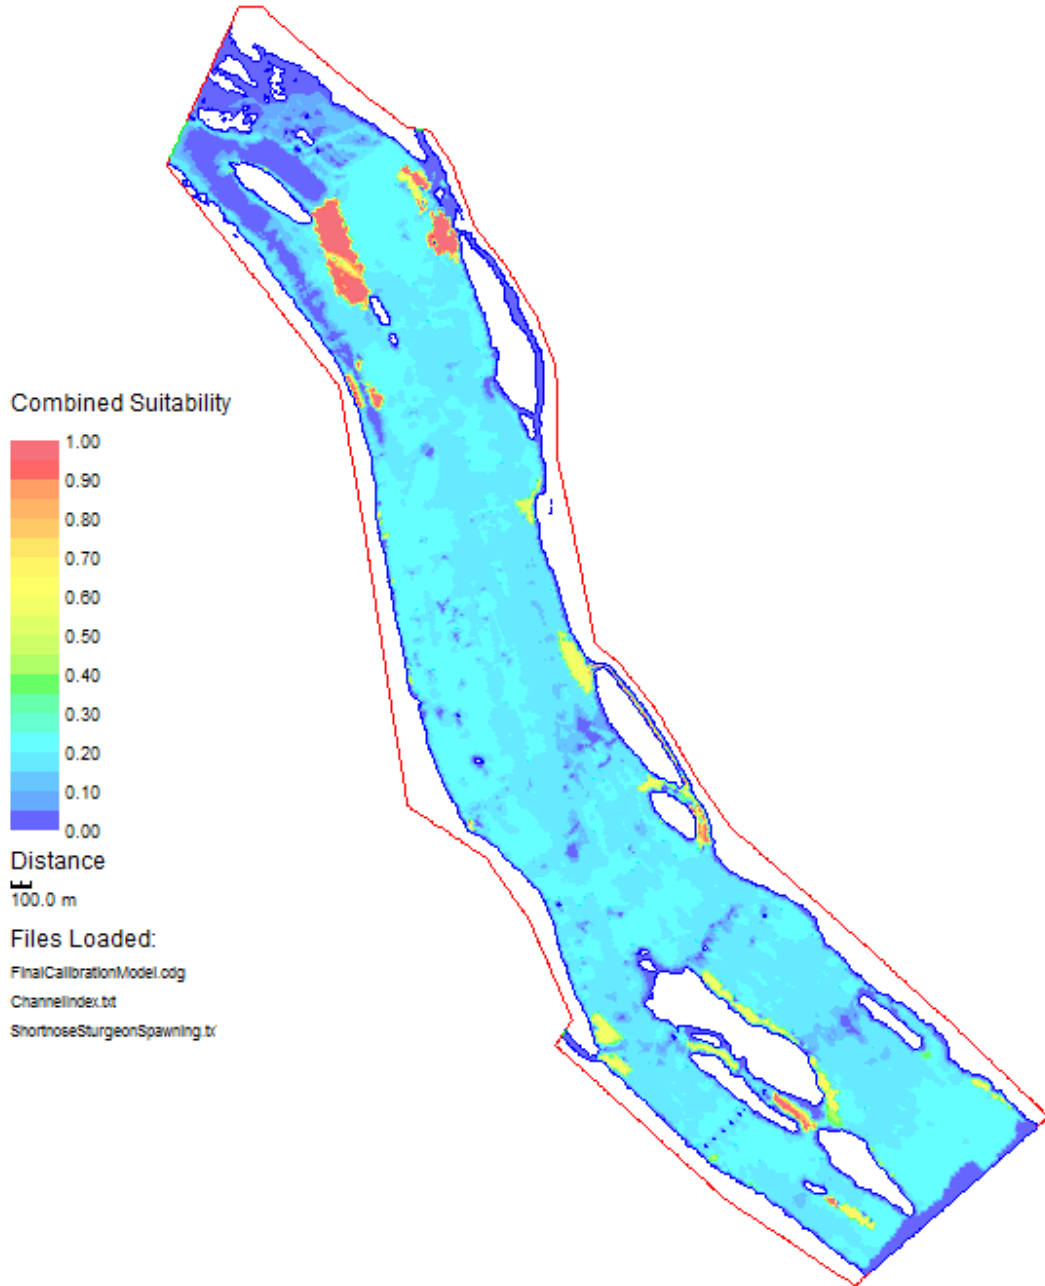 Combined Suitability
1.00
0.90
0.80
0.70
0.60
0.50
0.40
0.30
0.20
0.10
0.00
Distance
100.0 m
Files Loaded:
FinalCalibrationModel.cdg
ChannelIndex.txt
ShortnoseSturgeonSpawning.tx